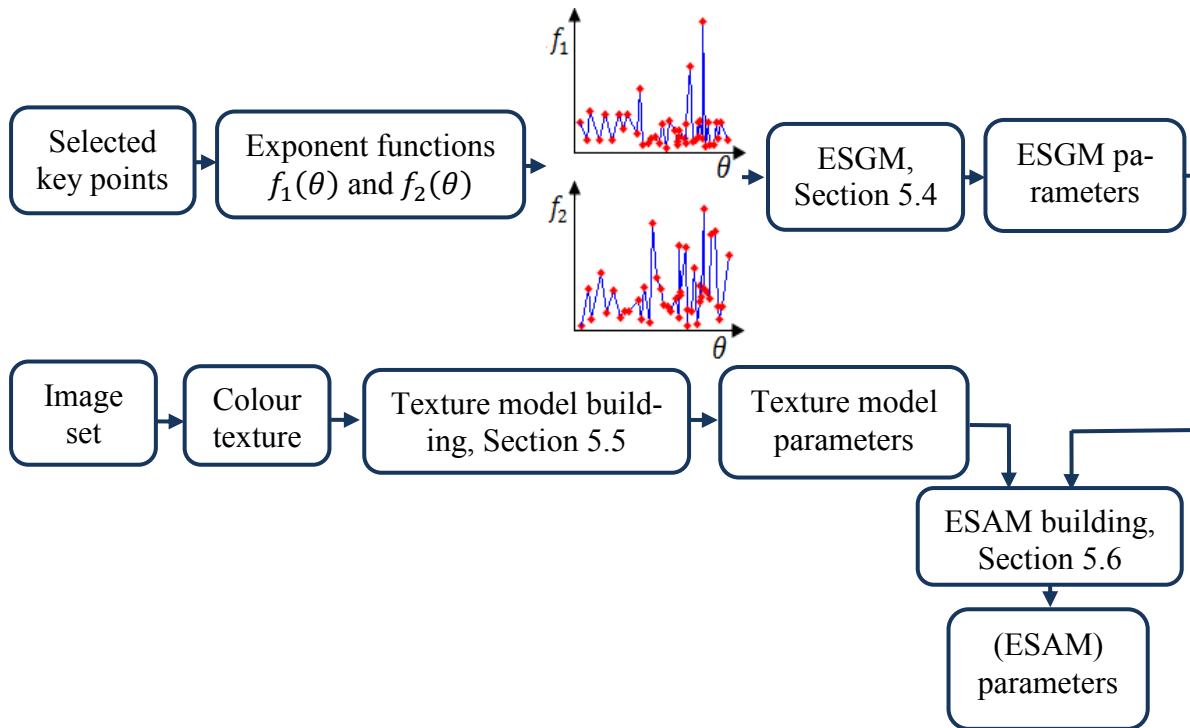 Selected
key points
Exponent functions
𝑓1(𝜃) and 𝑓2(𝜃)
𝑓1
𝜃
𝑓2
𝜃
ESGM,
Section 5.4
ESGM pa-
rameters
Image
set
Colour
texture
Texture model build-
ing, Section 5.5
Texture model
parameters
ESAM building,
Section 5.6
(ESAM)
parameters